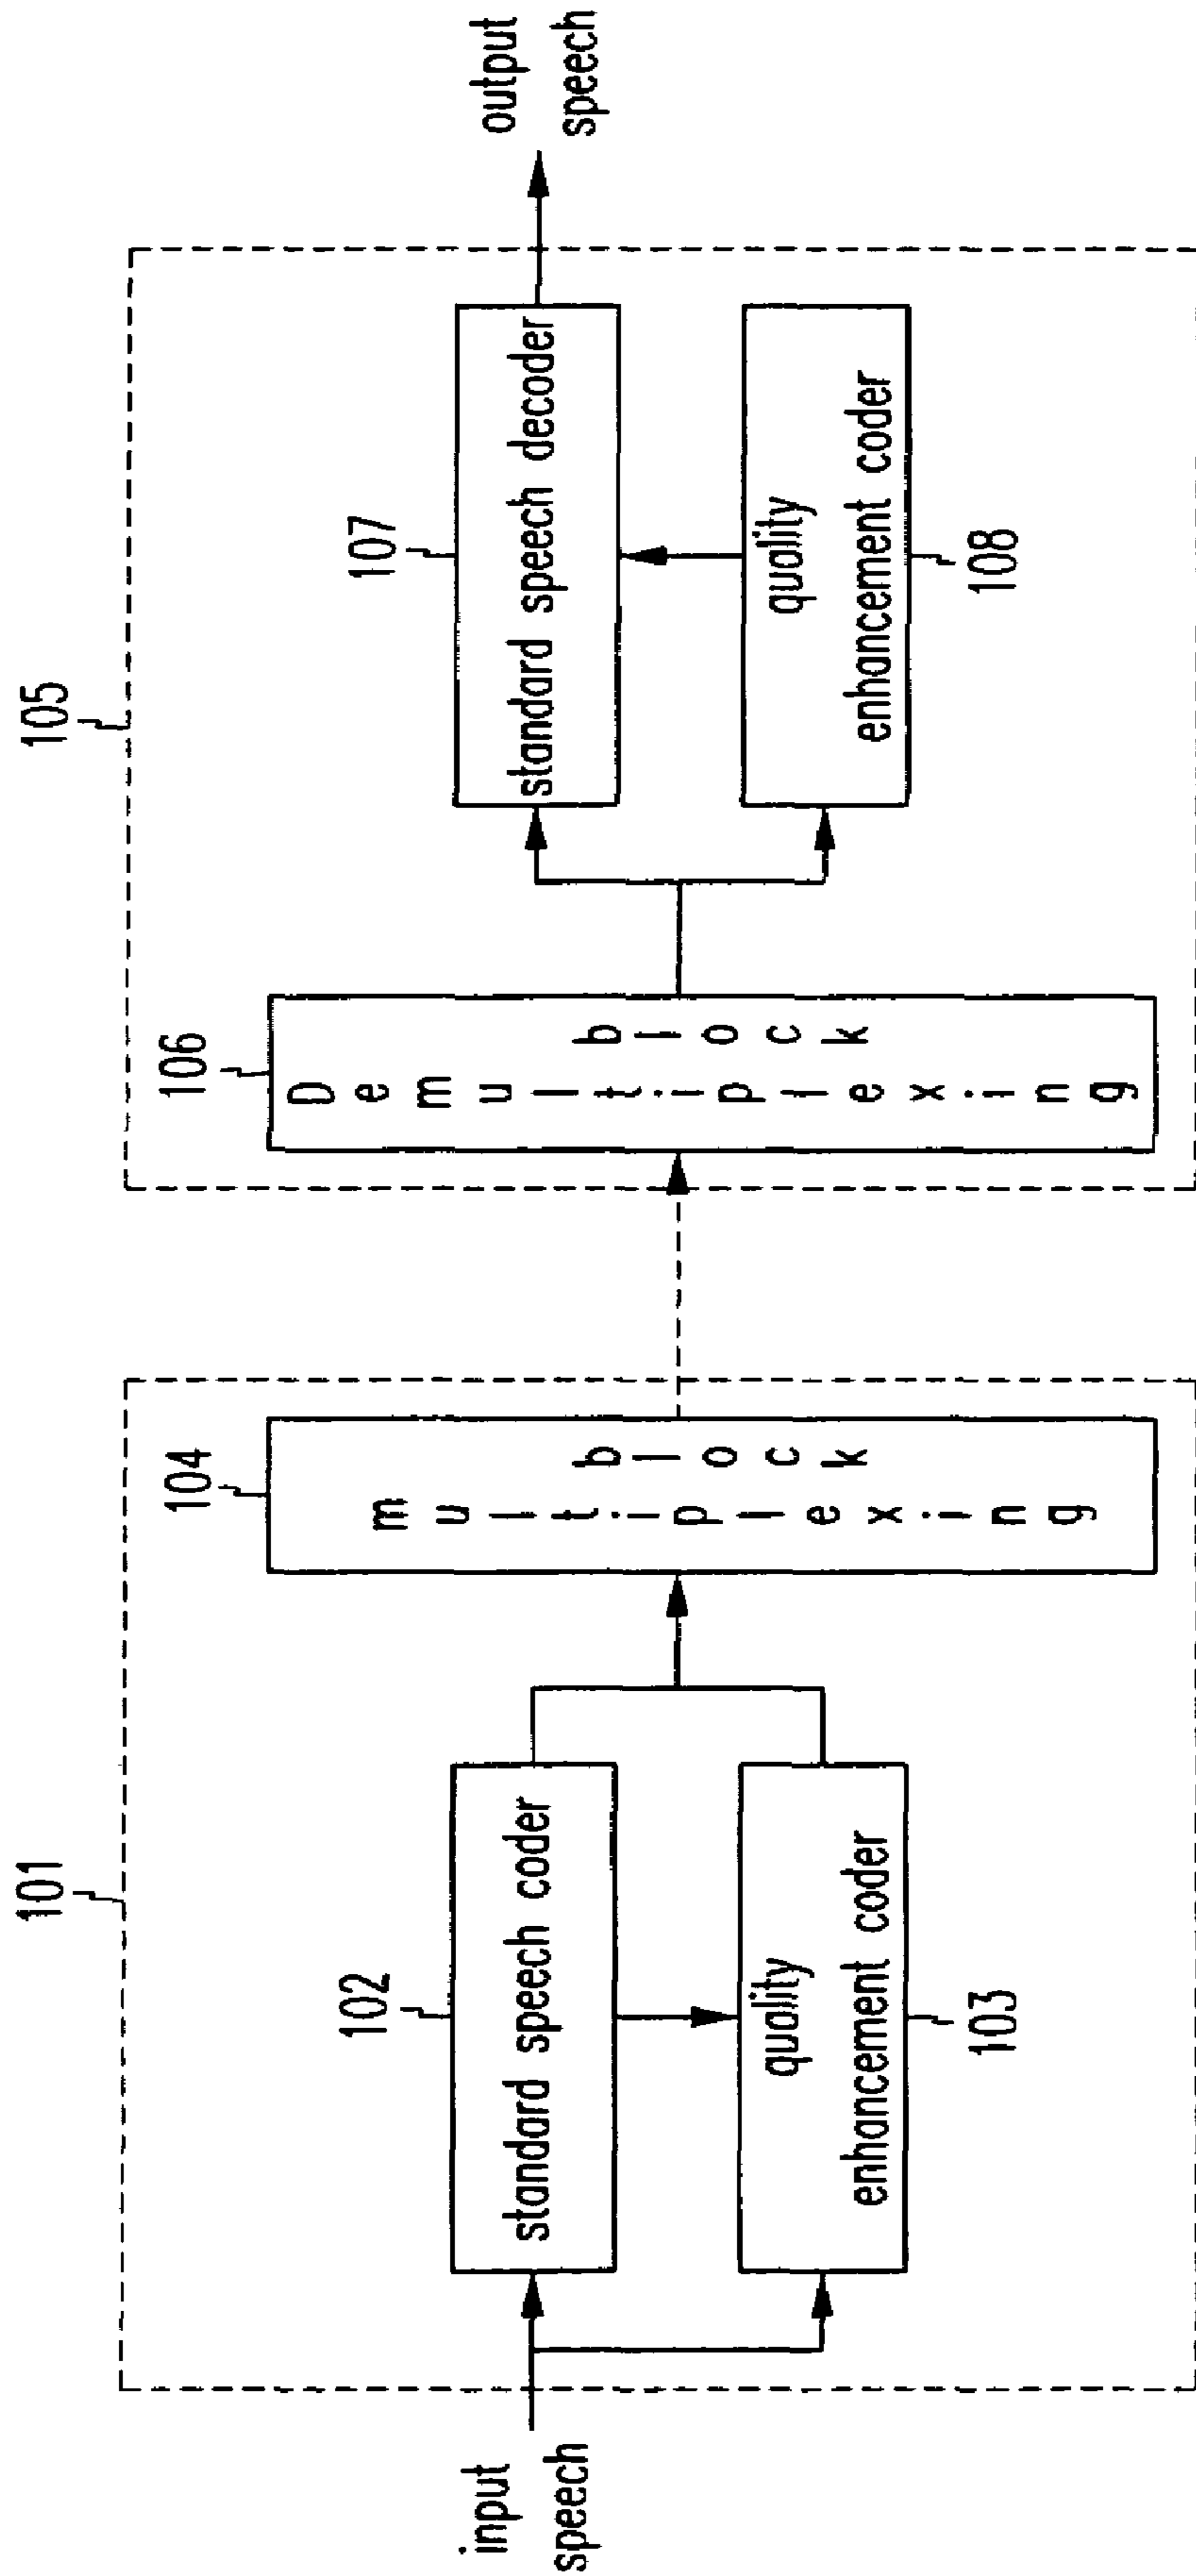 101
105
102
104
106
107
input
speech
standard speech coder
quality
enhancement coder
103
multiplexing
block
Demultiplexing
block
standard speech decoder
quality
enhancement coder
108
output
speech